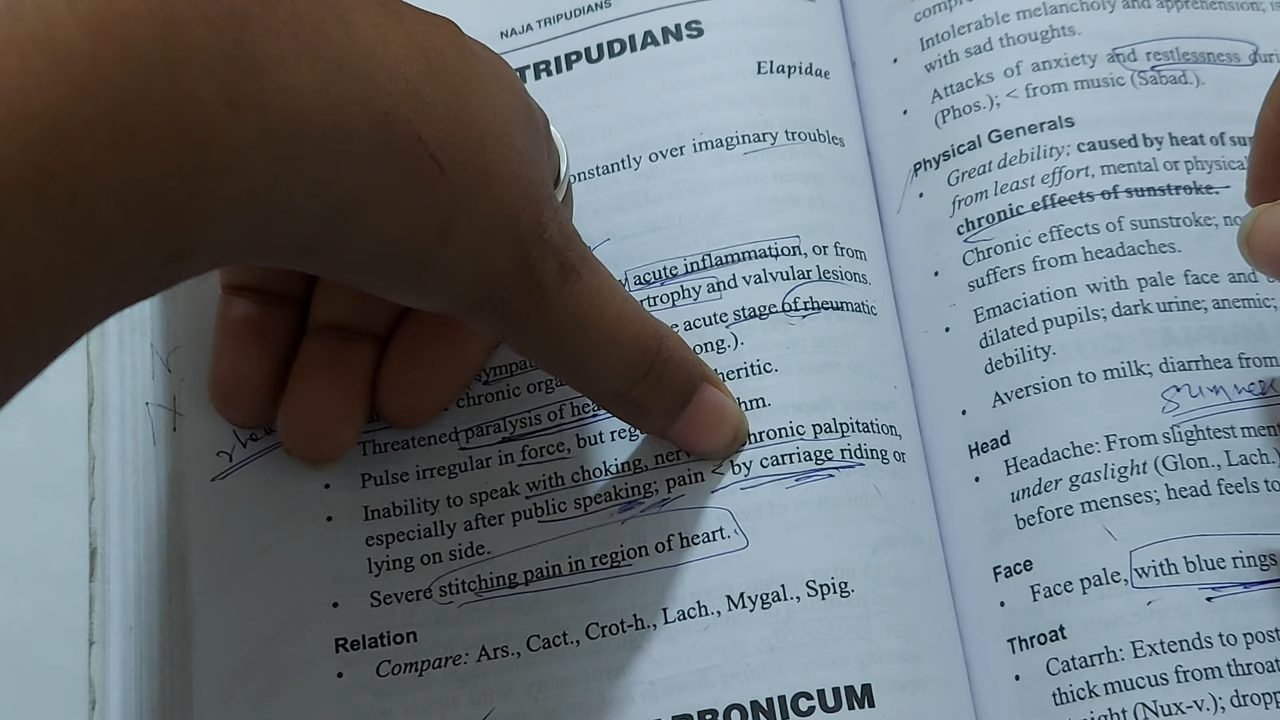 NAJA TRIPUDIANS
TRIPUDIANS
Elapidae
onstantly over imaginary troubles
acute inflammation, or from
rtrophy and valvular lesions.
acute stage of rheumatic
ong.).
ympat
heritic.
chronic orga
hm.
Threatened paralysis of hea
• Pulse irregular in force, but reg
hronic palpitation,
• Inability to speak with choking, ner
especially after public speaking; pain < by carriage riding or
lying on side.
• Severe stitching pain in region of heart.
Relation
• Compare: Ars., Cact., Crot-h., Lach., Mygal., Spig.
BONICUM
Intolerable melancholy and apprehension;
with sad thoughts.
• Attacks of anxiety and restlessness duri
(Phos.); < from music (Sabad.).
Physical Generals
• Great debility; caused by heat of sun
from least effort, mental or physical
chronic effects of sunstroke.
• Chronic effects of sunstroke; no
suffers from headaches.
• Emaciation with pale face and
dilated pupils; dark urine; anemic;
debility.
• Aversion to milk; diarrhea from
Head
• Headache: From slightest ment
under gaslight (Glon., Lach.)
before menses; head feels to
Face
• Face pale, with blue rings
Throat
• Catarrh: Extends to post
thick mucus from throat
night (Nux-v.); dropp